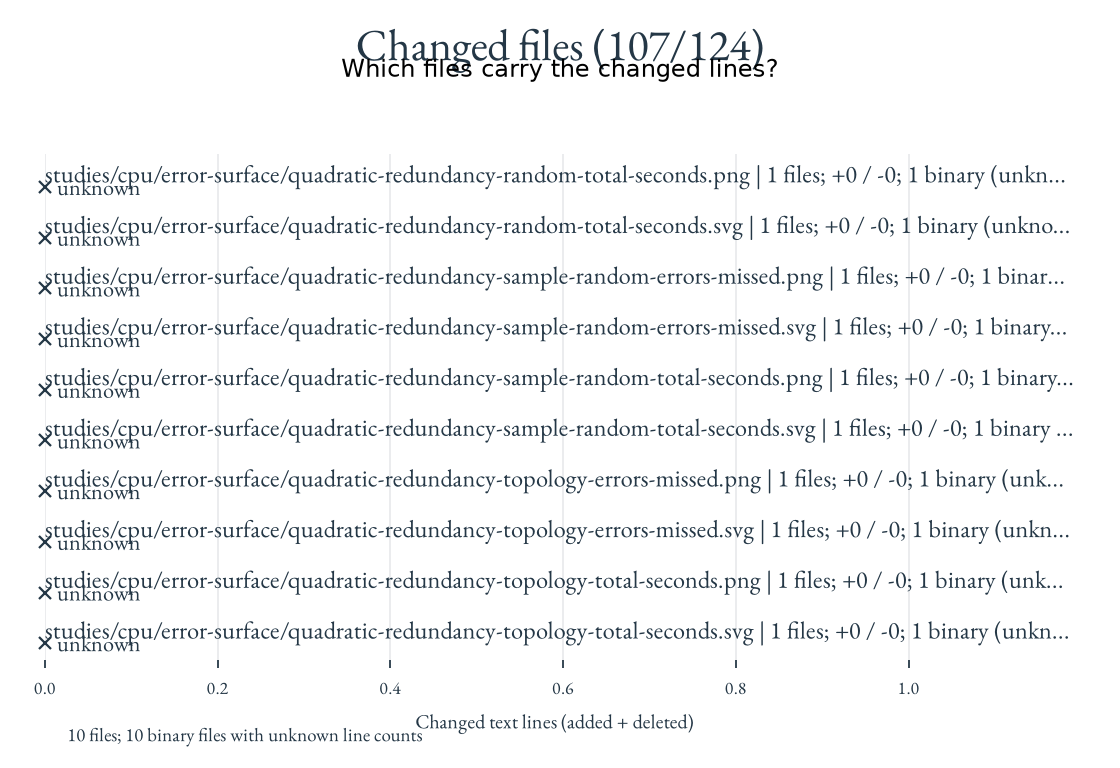 Changed files (107/124)
Which files carry the changed lines?
studies/cpu/error-surface/quadratic-redundancy-random-total-seconds.png | 1 files; +0 / -0; 1 binary (unkn...
unknown
studies/cpu/error-surface/quadratic-redundancy-random-total-seconds.svg | 1 files; +0 / -0; 1 binary (unkno...
unknown
studies/cpu/error-surface/quadratic-redundancy-sample-random-errors-missed.png | 1 files; +0 / -0; 1 binar...
unknown
studies/cpu/error-surface/quadratic-redundancy-sample-random-errors-missed.svg | 1 files; +0 / -0; 1 binary...
unknown
studies/cpu/error-surface/quadratic-redundancy-sample-random-total-seconds.png | 1 files; +0 / -0; 1 binary...
unknown
studies/cpu/error-surface/quadratic-redundancy-sample-random-total-seconds.svg | 1 files; +0 / -0; 1 binary ...
unknown
studies/cpu/error-surface/quadratic-redundancy-topology-errors-missed.png | 1 files; +0 / -0; 1 binary (unk...
unknown
studies/cpu/error-surface/quadratic-redundancy-topology-errors-missed.svg | 1 files; +0 / -0; 1 binary (unkn...
unknown
studies/cpu/error-surface/quadratic-redundancy-topology-total-seconds.png | 1 files; +0 / -0; 1 binary (unk...
unknown
studies/cpu/error-surface/quadratic-redundancy-topology-total-seconds.svg | 1 files; +0 / -0; 1 binary (unkn...
unknown
0.0 0.2 0.4 0.6 0.8 1.0
Changed text lines (added + deleted)
10 files; 10 binary files with unknown line counts